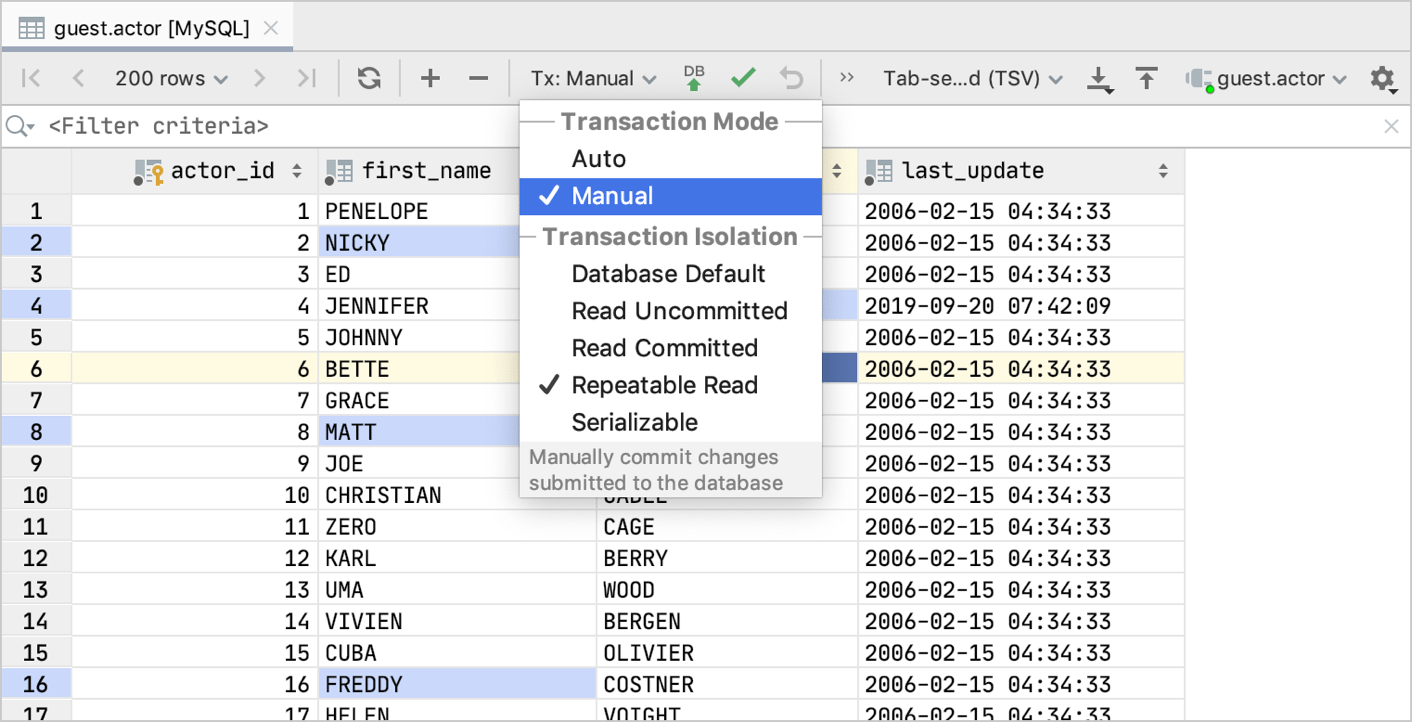 guest.actor [MySQL]
200 rows Tx: Manual DB Tab-se...d (TSV) guest.actor
<Filter criteria>
Transaction Mode
Auto
Manual
Transaction Isolation
Database Default
Read Uncommitted
Read Committed
Repeatable Read
Serializable
Manually commit changes
submitted to the database
actor_id first_name last_update
1 1 PENELOPE 2006-02-15 04:34:33
2 2 NICKY 2006-02-15 04:34:33
3 3 ED 2006-02-15 04:34:33
4 4 JENNIFER 2019-09-20 07:42:09
5 5 JOHNNY 2006-02-15 04:34:33
6 6 BETTE 2006-02-15 04:34:33
7 7 GRACE 2006-02-15 04:34:33
8 8 MATT 2006-02-15 04:34:33
9 9 JOE 2006-02-15 04:34:33
10 10 CHRISTIAN 2006-02-15 04:34:33
11 11 ZERO CAGE 2006-02-15 04:34:33
12 12 KARL BERRY 2006-02-15 04:34:33
13 13 UMA WOOD 2006-02-15 04:34:33
14 14 VIVIEN BERGEN 2006-02-15 04:34:33
15 15 CUBA OLIVIER 2006-02-15 04:34:33
16 16 FREDDY COSTNER 2006-02-15 04:34:33
17 17 HELEN VOIGHT 2006-02-15 04:34:33